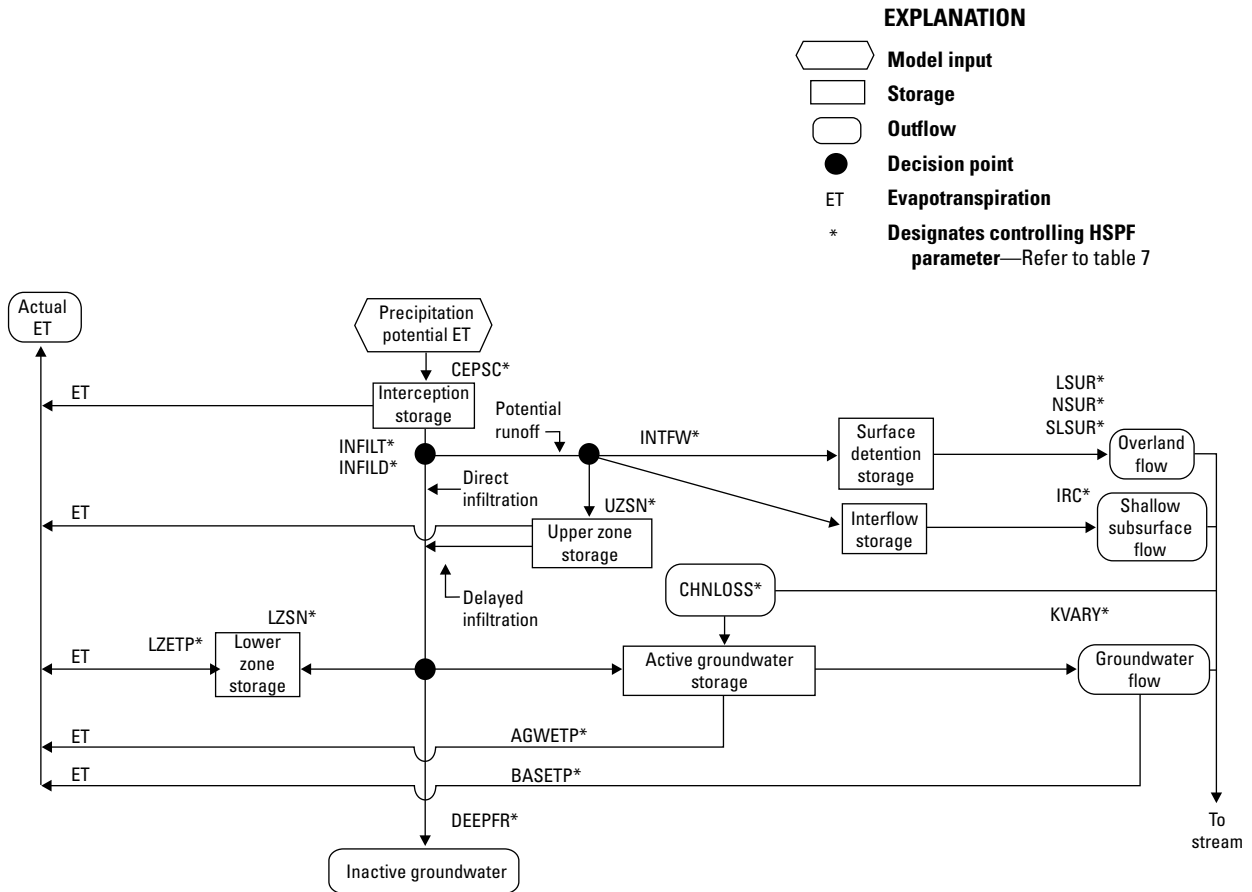 EXPLANATION
Model input
Storage
Outflow
Decision point
ET Evapotranspiration
* Designates controlling HSPF
parameter—Refer to table 7
Actual
ET
Precipitation
potential ET
CEPSC*
ET
Interception
storage
Potential
runoff
INFILT*
INFILD*
INTFW*
Surface
detention
storage
LSUR*
NSUR*
SLSUR*
Overland
flow
Direct
infiltration
UZSN*
ET
Upper zone
storage
Interflow
storage
IRC*
Shallow
subsurface
flow
Delayed
infiltration
CHNLOSS*
KVARY*
LZSN*
LZETP*
ET
Lower
zone
storage
Active groundwater
storage
Groundwater
flow
ET
AGWETP*
ET
BASETP*
DEEPFR*
To
stream
Inactive groundwater